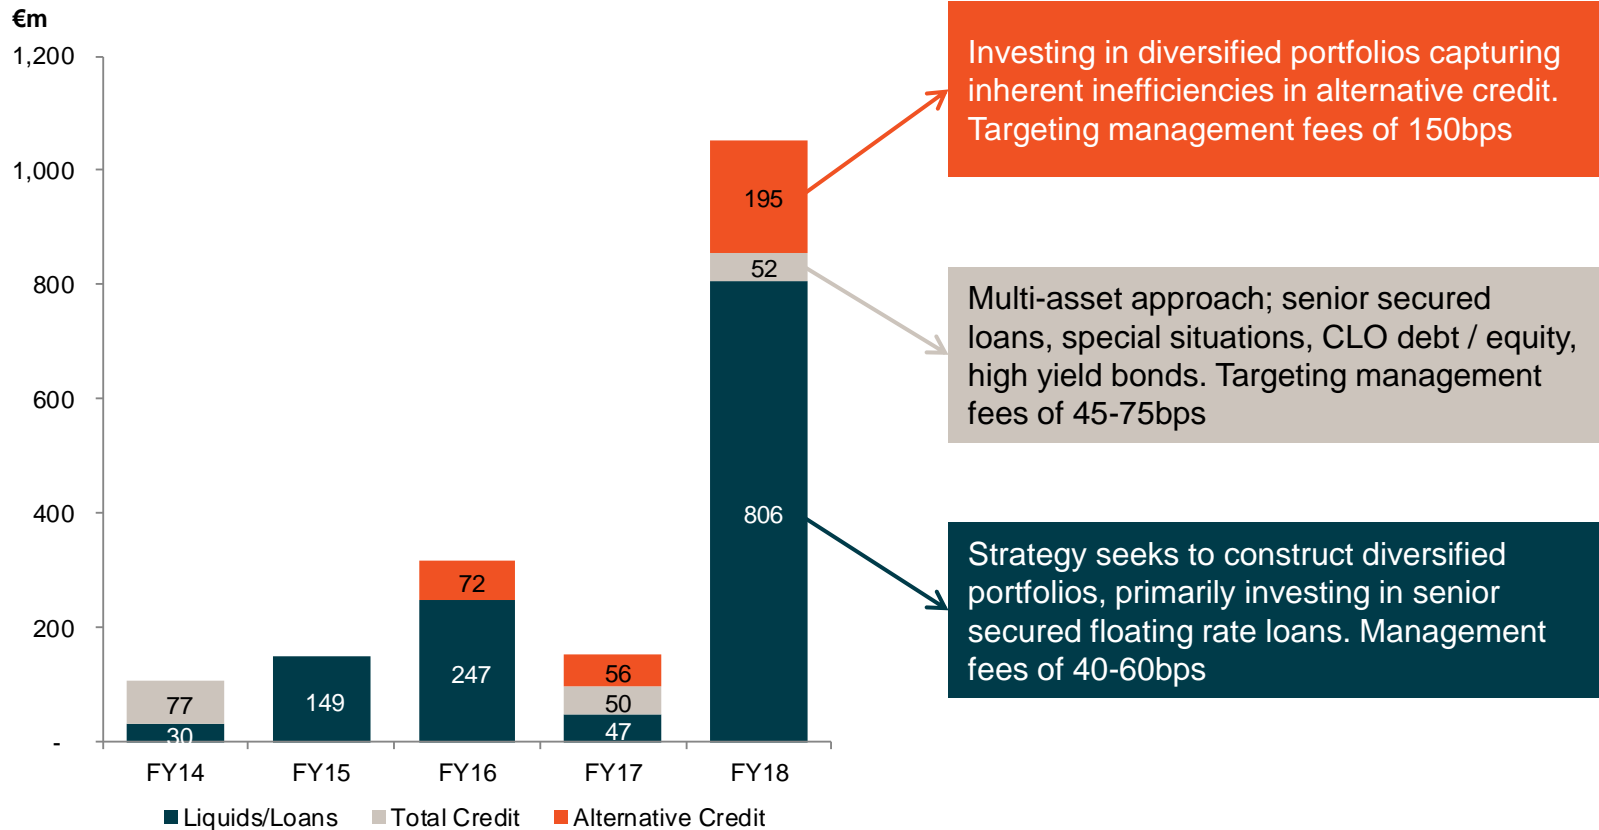 €m
1,200
1,000
800
600
400
200
-
77
30
149
72
247
56
50
47
195
52
806
FY14
FY15
FY16
FY17
FY18
Liquids/Loans
Total Credit
Alternative Credit
Investing in diversified portfolios capturing
inherent inefficiencies in alternative credit.
Targeting management fees of 150bps
Multi-asset approach; senior secured
loans, special situations, CLO debt / equity,
high yield bonds. Targeting management
fees of 45-75bps
Strategy seeks to construct diversified
portfolios, primarily investing in senior
secured floating rate loans. Management
fees of 40-60bps